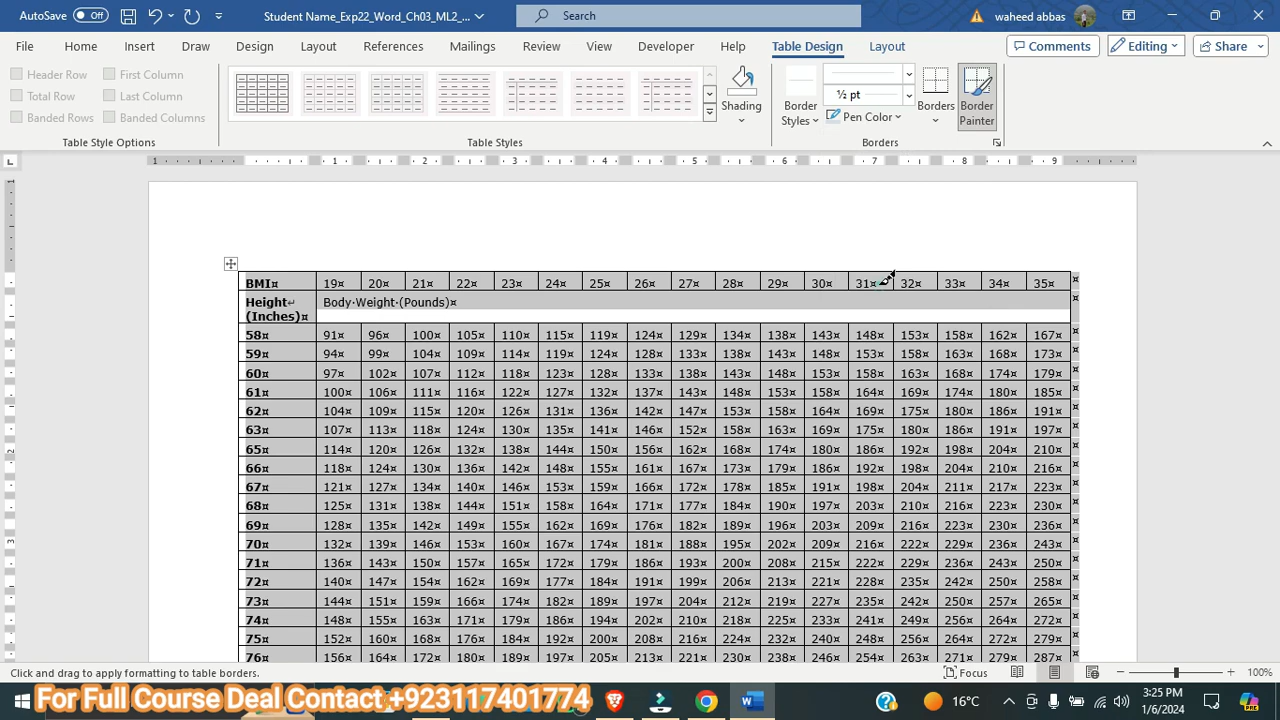 AutoSave Off Student Name_Exp22_Word_Ch03_ML2_... Search waheed abbas
File Home Insert Draw Design Layout References Mailings Review View Developer Help Table Design Layout Comments Editing Share
Header Row First Column
Total Row Last Column
Banded Rows Banded Columns
Shading
Border Styles
½ pt
Pen Color
Borders
Border Painter
Table Style Options Table Styles Borders
1 1 2 3 4 5 6 7 8 9
BMI¤ 19¤ 20¤ 21¤ 22¤ 23¤ 24¤ 25¤ 26¤ 27¤ 28¤ 29¤ 30¤ 31¤ 32¤ 33¤ 34¤ 35¤ ¤
Height↵ Body·Weight·(Pounds)¤ ¤
(Inches)¤
58¤ 91¤ 96¤ 100¤ 105¤ 110¤ 115¤ 119¤ 124¤ 129¤ 134¤ 138¤ 143¤ 148¤ 153¤ 158¤ 162¤ 167¤ ¤
59¤ 94¤ 99¤ 104¤ 109¤ 114¤ 119¤ 124¤ 128¤ 133¤ 138¤ 143¤ 148¤ 153¤ 158¤ 163¤ 168¤ 173¤ ¤
60¤ 97¤ 102¤ 107¤ 112¤ 118¤ 123¤ 128¤ 133¤ 138¤ 143¤ 148¤ 153¤ 158¤ 163¤ 168¤ 174¤ 179¤ ¤
61¤ 100¤ 106¤ 111¤ 116¤ 122¤ 127¤ 132¤ 137¤ 143¤ 148¤ 153¤ 158¤ 164¤ 169¤ 174¤ 180¤ 185¤ ¤
62¤ 104¤ 109¤ 115¤ 120¤ 126¤ 131¤ 136¤ 142¤ 147¤ 153¤ 158¤ 164¤ 169¤ 175¤ 180¤ 186¤ 191¤ ¤
63¤ 107¤ 113¤ 118¤ 124¤ 130¤ 135¤ 141¤ 146¤ 152¤ 158¤ 163¤ 169¤ 175¤ 180¤ 186¤ 191¤ 197¤ ¤
65¤ 114¤ 120¤ 126¤ 132¤ 138¤ 144¤ 150¤ 156¤ 162¤ 168¤ 174¤ 180¤ 186¤ 192¤ 198¤ 204¤ 210¤ ¤
66¤ 118¤ 124¤ 130¤ 136¤ 142¤ 148¤ 155¤ 161¤ 167¤ 173¤ 179¤ 186¤ 192¤ 198¤ 204¤ 210¤ 216¤ ¤
67¤ 121¤ 127¤ 134¤ 140¤ 146¤ 153¤ 159¤ 166¤ 172¤ 178¤ 185¤ 191¤ 198¤ 204¤ 211¤ 217¤ 223¤ ¤
68¤ 125¤ 131¤ 138¤ 144¤ 151¤ 158¤ 164¤ 171¤ 177¤ 184¤ 190¤ 197¤ 203¤ 210¤ 216¤ 223¤ 230¤ ¤
69¤ 128¤ 135¤ 142¤ 149¤ 155¤ 162¤ 169¤ 176¤ 182¤ 189¤ 196¤ 203¤ 209¤ 216¤ 223¤ 230¤ 236¤ ¤
70¤ 132¤ 139¤ 146¤ 153¤ 160¤ 167¤ 174¤ 181¤ 188¤ 195¤ 202¤ 209¤ 216¤ 222¤ 229¤ 236¤ 243¤ ¤
71¤ 136¤ 143¤ 150¤ 157¤ 165¤ 172¤ 179¤ 186¤ 193¤ 200¤ 208¤ 215¤ 222¤ 229¤ 236¤ 243¤ 250¤ ¤
72¤ 140¤ 147¤ 154¤ 162¤ 169¤ 177¤ 184¤ 191¤ 199¤ 206¤ 213¤ 221¤ 228¤ 235¤ 242¤ 250¤ 258¤ ¤
73¤ 144¤ 151¤ 159¤ 166¤ 174¤ 182¤ 189¤ 197¤ 204¤ 212¤ 219¤ 227¤ 235¤ 242¤ 250¤ 257¤ 265¤ ¤
74¤ 148¤ 155¤ 163¤ 171¤ 179¤ 186¤ 194¤ 202¤ 210¤ 218¤ 225¤ 233¤ 241¤ 249¤ 256¤ 264¤ 272¤ ¤
75¤ 152¤ 160¤ 168¤ 176¤ 184¤ 192¤ 200¤ 208¤ 216¤ 224¤ 232¤ 240¤ 248¤ 256¤ 264¤ 272¤ 279¤ ¤
76¤ 156¤ 164¤ 172¤ 180¤ 189¤ 197¤ 205¤ 213¤ 221¤ 230¤ 238¤ 246¤ 254¤ 263¤ 271¤ 279¤ 287¤ ¤
Click and drag to apply formatting to table borders. Focus 100%
For Full Course Deal Contact +923117401774 16°C 3:25 PM
1/6/2024